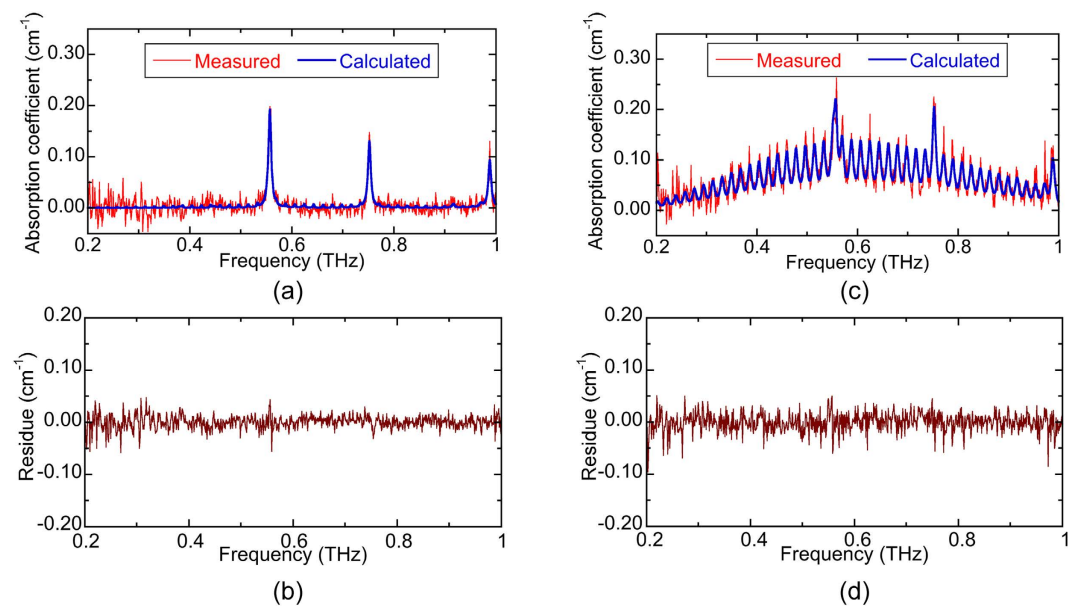 Absorption coefficient (cm⁻¹)
0.30
0.20
0.10
0.00
Measured Calculated
0.2 0.4 0.6 0.8 1
Frequency (THz)
(a)
Absorption coefficient (cm⁻¹)
0.30
0.20
0.10
0.00
Measured Calculated
0.2 0.4 0.6 0.8 1
Frequency (THz)
(c)
Residue (cm⁻¹)
0.20
0.10
0.00
-0.10
-0.20
0.2 0.4 0.6 0.8 1
Frequency (THz)
(b)
Residue (cm⁻¹)
0.20
0.10
0.00
-0.10
-0.20
0.2 0.4 0.6 0.8 1
Frequency (THz)
(d)